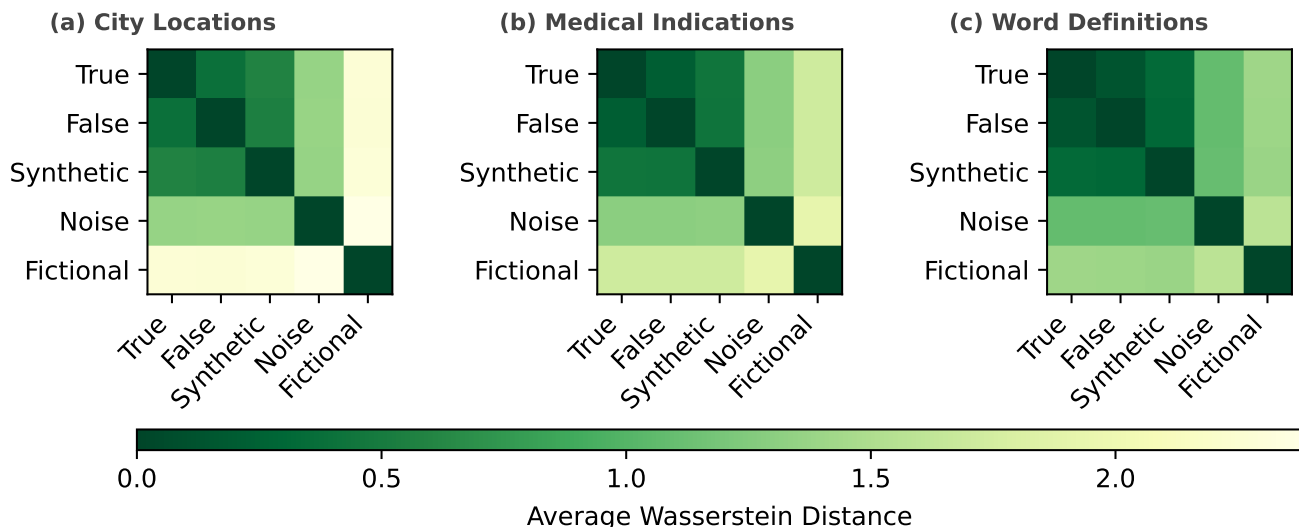 (a) City Locations
True
False
Synthetic
Noise
Fictional
True
False
Synthetic
Noise
Fictional
(b) Medical Indications
True
False
Synthetic
Noise
Fictional
True
False
Synthetic
Noise
Fictional
(c) Word Definitions
True
False
Synthetic
Noise
Fictional
True
False
Synthetic
Noise
Fictional
0.0 0.5 1.0 1.5 2.0
Average Wasserstein Distance